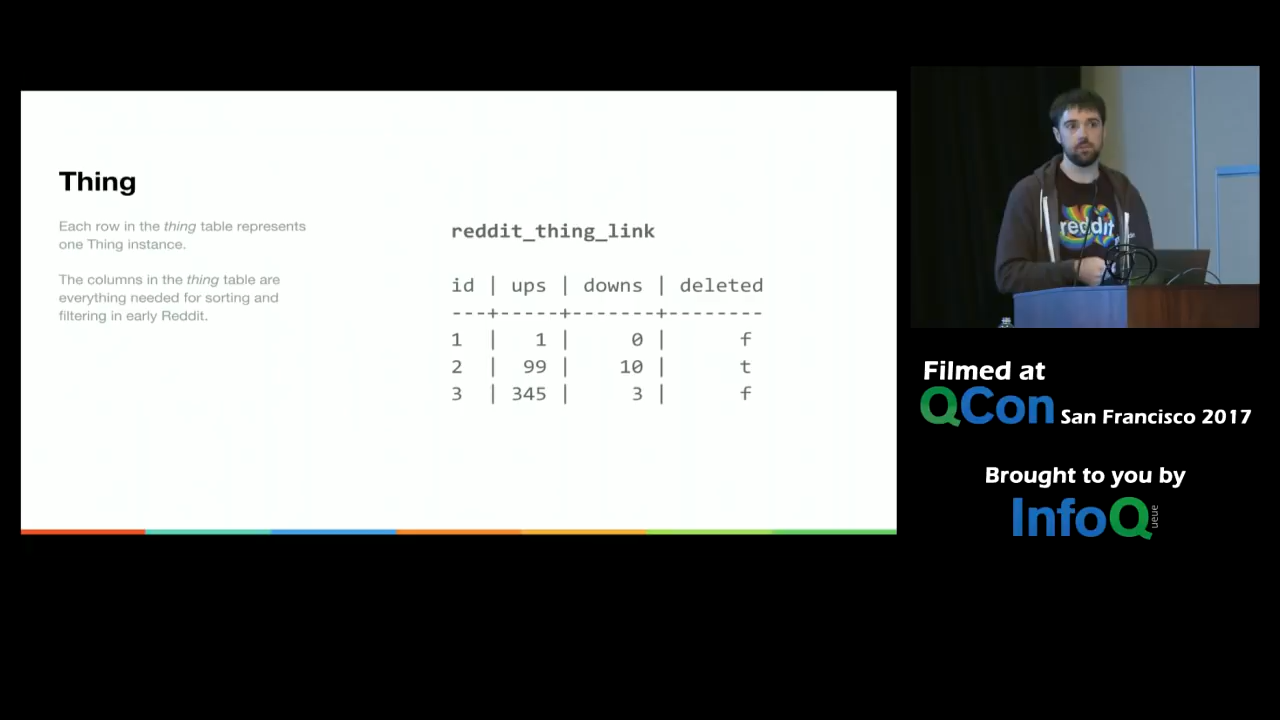 Thing
Each row in the thing table represents
one Thing instance.
The columns in the thing table are
everything needed for sorting and
filtering in early Reddit.
reddit_thing_link
id | ups | downs | deleted
---+-----+-------+--------
1 | 1 | 0 | f
2 | 99 | 10 | t
3 | 345 | 3 | f
reddit
Filmed at
QCon San Francisco 2017
Brought to you by
InfoQ
ueue